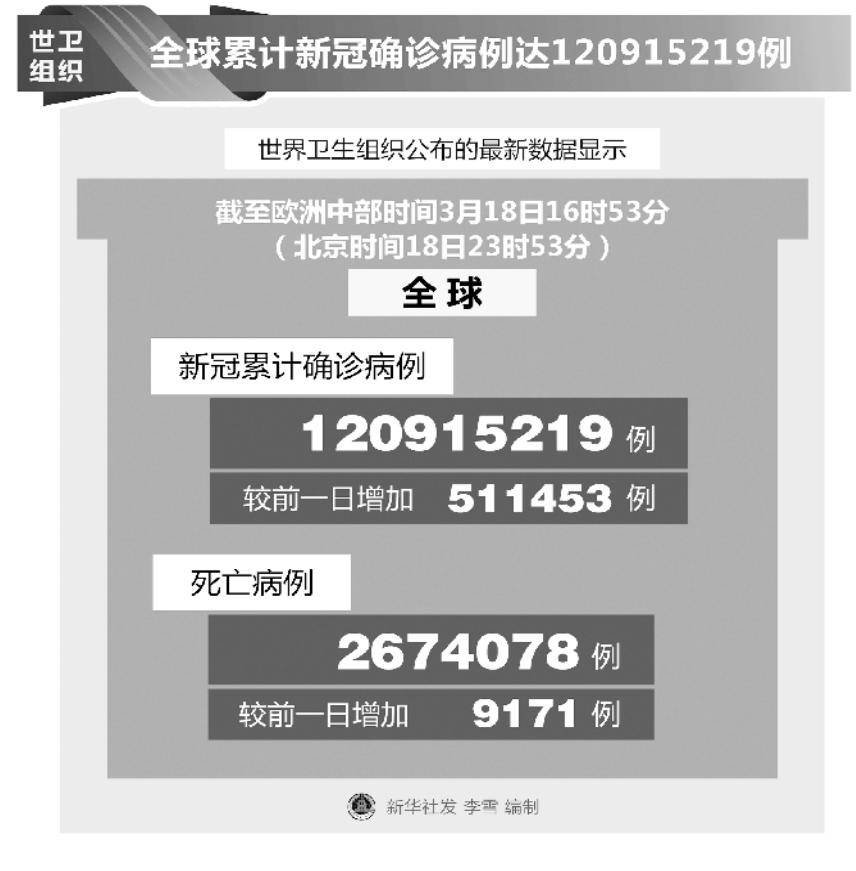 世卫
组织
全球累计新冠确诊病例达120915219例
世界卫生组织公布的最新数据显示
截至欧洲中部时间3月18日16时53分
（北京时间18日23时53分）
全球
新冠累计确诊病例
120915219 例
较前一日增加 511453 例
死亡病例
2674078 例
较前一日增加 9171 例
新华社发 李雪 编制